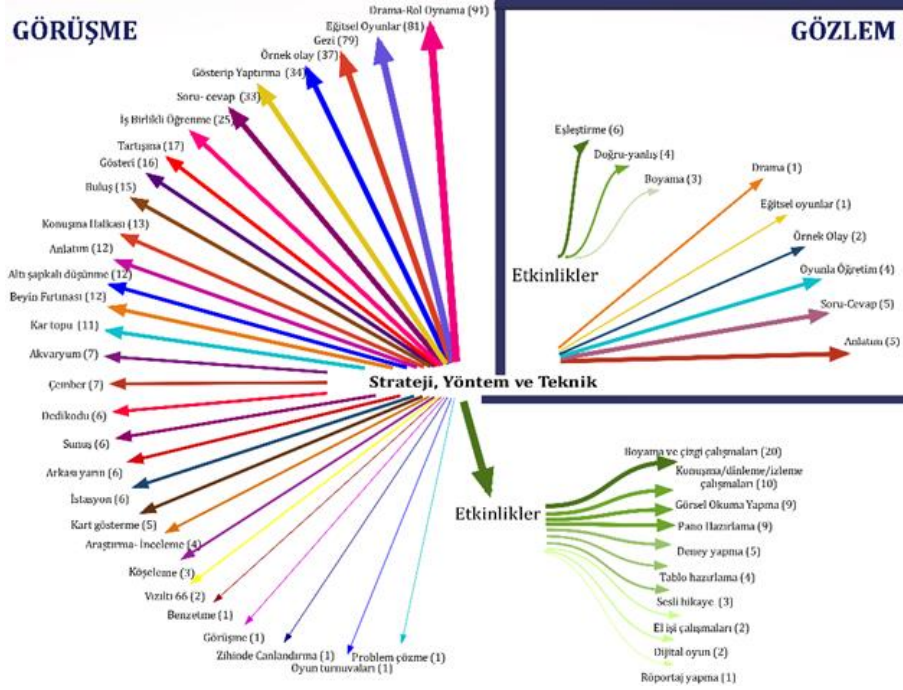 GÖRÜŞME
Drama-Rol Oynama (91)
Eğitsel Oyunlar (81)
Gezi (79)
Örnek olay (37)
Gösterip Yaptırma (34)
Soru- cevap (33)
İş Birlikli Öğrenme (25)
Tartışma (17)
Gösteri (16)
Buluş (15)
Konuşma Halkası (13)
Anlatım (12)
Altı şapkalı düşünme (12)
Beyin Fırtınası (12)
Kar topu (11)
Akvaryum (7)
Çember (7)
Dedikodu (6)
Sunuş (6)
Arkası yarın (6)
İstasyon (6)
Kart gösterme (5)
Araştırma- İnceleme (4)
Köşeleme (3)
Vızıltı 66 (2)
Benzetme (1)
Görüşme (1)
Zihinde Canlandırma (1)
Oyun turnuvaları (1)
Problem çözme (1)
Strateji, Yöntem ve Teknik
Etkinlikler
Boyama ve çizgi çalışmaları (20)
Konuşma/dinleme/izleme
çalışmaları (10)
Görsel Okuma Yapma (9)
Pano Hazırlama (9)
Deney yapma (5)
Tablo hazırlama (4)
Sesli hikaye (3)
El işi çalışmaları (2)
Dijital oyun (2)
Röportaj yapma (1)
GÖZLEM
Eşleştirme (6)
Doğru-yanlış (4)
Boyama (3)
Etkinlikler
Drama (1)
Eğitsel oyunlar (1)
Örnek Olay (2)
Oyunla Öğretim (4)
Soru-Cevap (5)
Anlatım (5)